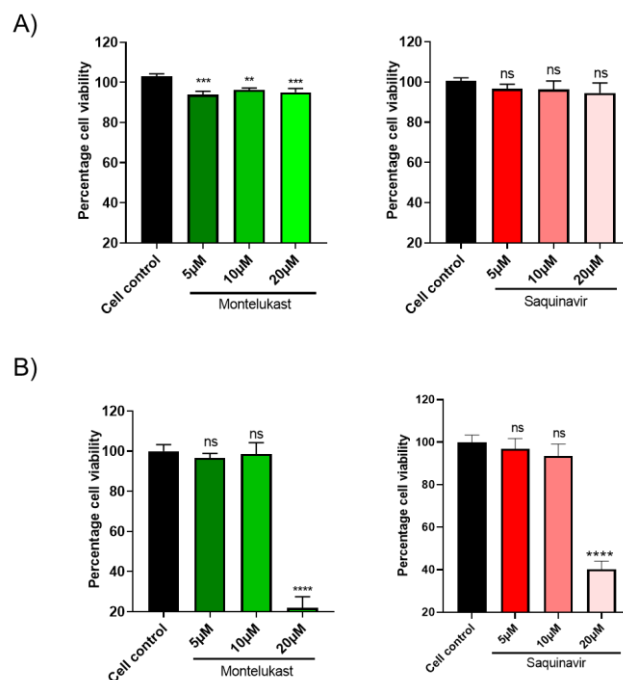 A)
Percentage cell viability
120
100
80
60
40
20
*** ** ***
Cell control 5µM 10µM 20µM
Montelukast
Percentage cell viability
120
100
80
60
40
20
ns ns ns
Cell control 5µM 10µM 20µM
Saquinavir
B)
Percentage cell viability
120
100
80
60
40
20
ns ns ****
Cell control 5µM 10µM 20µM
Montelukast
Percentage cell viability
120
100
80
60
40
20
ns ns ****
Cell control 5µM 10µM 20µM
Saquinavir